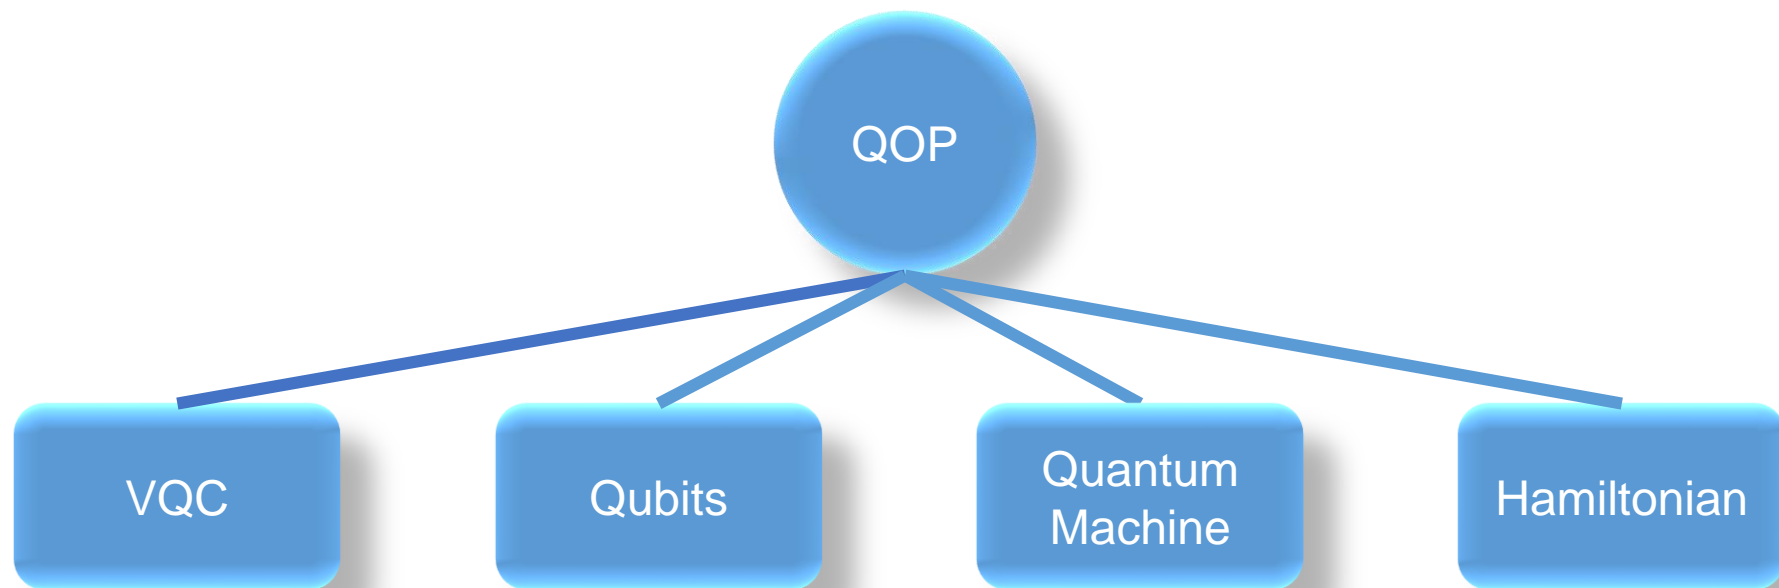 QOP
VQC
Qubits
Quantum
Machine
Hamiltonian